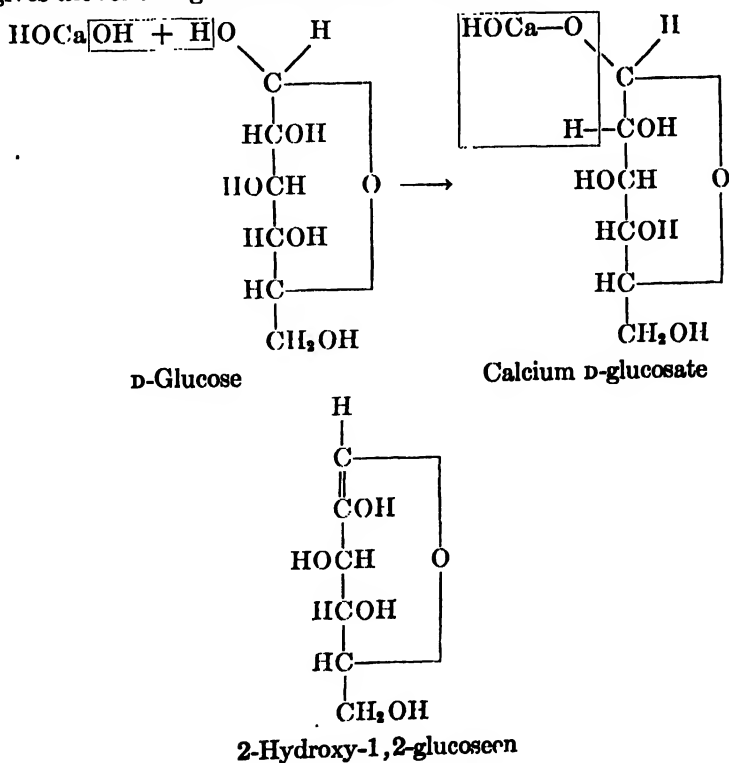 HOCa OH + HO H HOCa—O H
C C
HCOH H—COH
HOCH O → HOCH O
HCOH HCOH
HC HC
CH₂OH CH₂OH
D-Glucose Calcium D-glucosate
H
C
COH
HOCH O
HCOH
HC
CH₂OH
2-Hydroxy-1,2-glucoseen